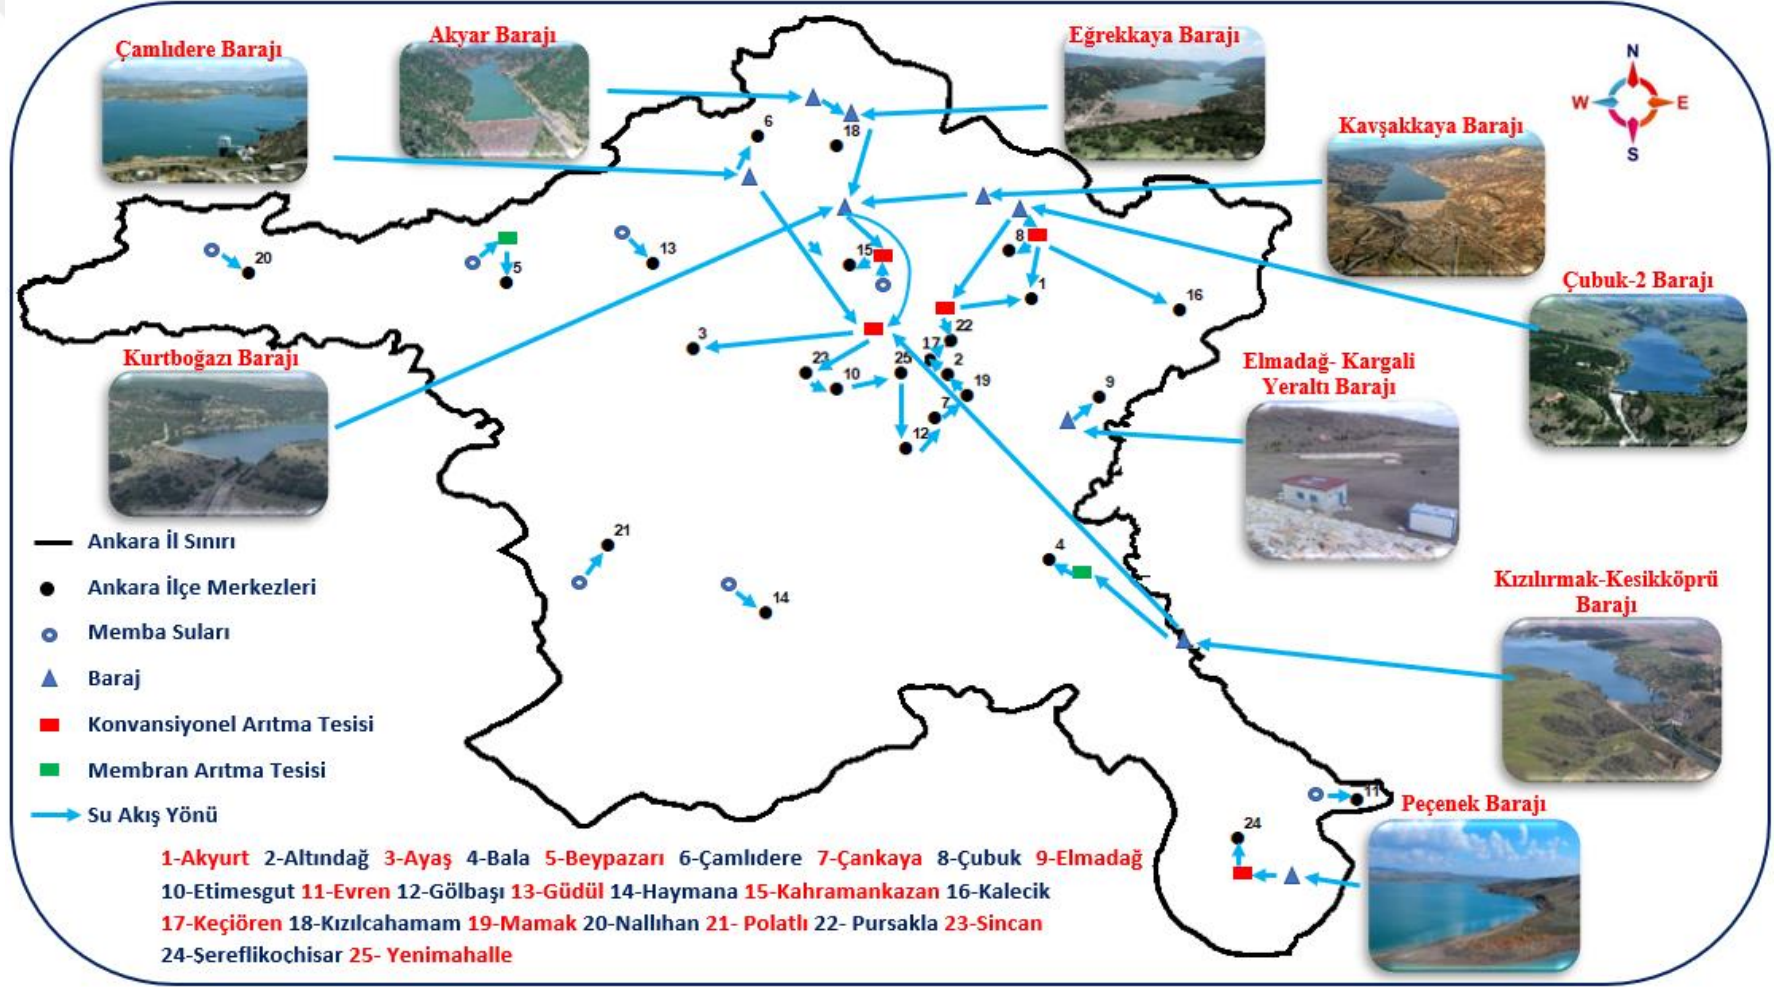 Çamlıdere Barajı
Akyar Barajı
Eğrekkaya Barajı
N
W
E
S
Kavşakkaya Barajı
6
18
20
5
13
15
8
1
16
Çubuk-2 Barajı
3
22
17
23
25
2
10
19
9
7
12
Elmadağ- Kargali
Yeraltı Barajı
Kurtboğazı Barajı
21
14
4
Kızılırmak-Kesikköprü
Barajı
Ankara İl Sınırı
Ankara İlçe Merkezleri
Memba Suları
Baraj
Konvansiyonel Arıtma Tesisi
Membran Arıtma Tesisi
Su Akış Yönü
11
24
Peçenek Barajı
1-Akyurt 2-Altındağ 3-Ayaş 4-Bala 5-Beypazarı 6-Çamlıdere 7-Çankaya 8-Çubuk 9-Elmadağ
10-Etimesgut 11-Evren 12-Gölbaşı 13-Güdül 14-Haymana 15-Kahramankazan 16-Kalecik
17-Keçiören 18-Kızılcahamam 19-Mamak 20-Nallıhan 21- Polatlı 22- Pursakla 23-Sincan
24-Şereflikoçhisar 25- Yenimahalle